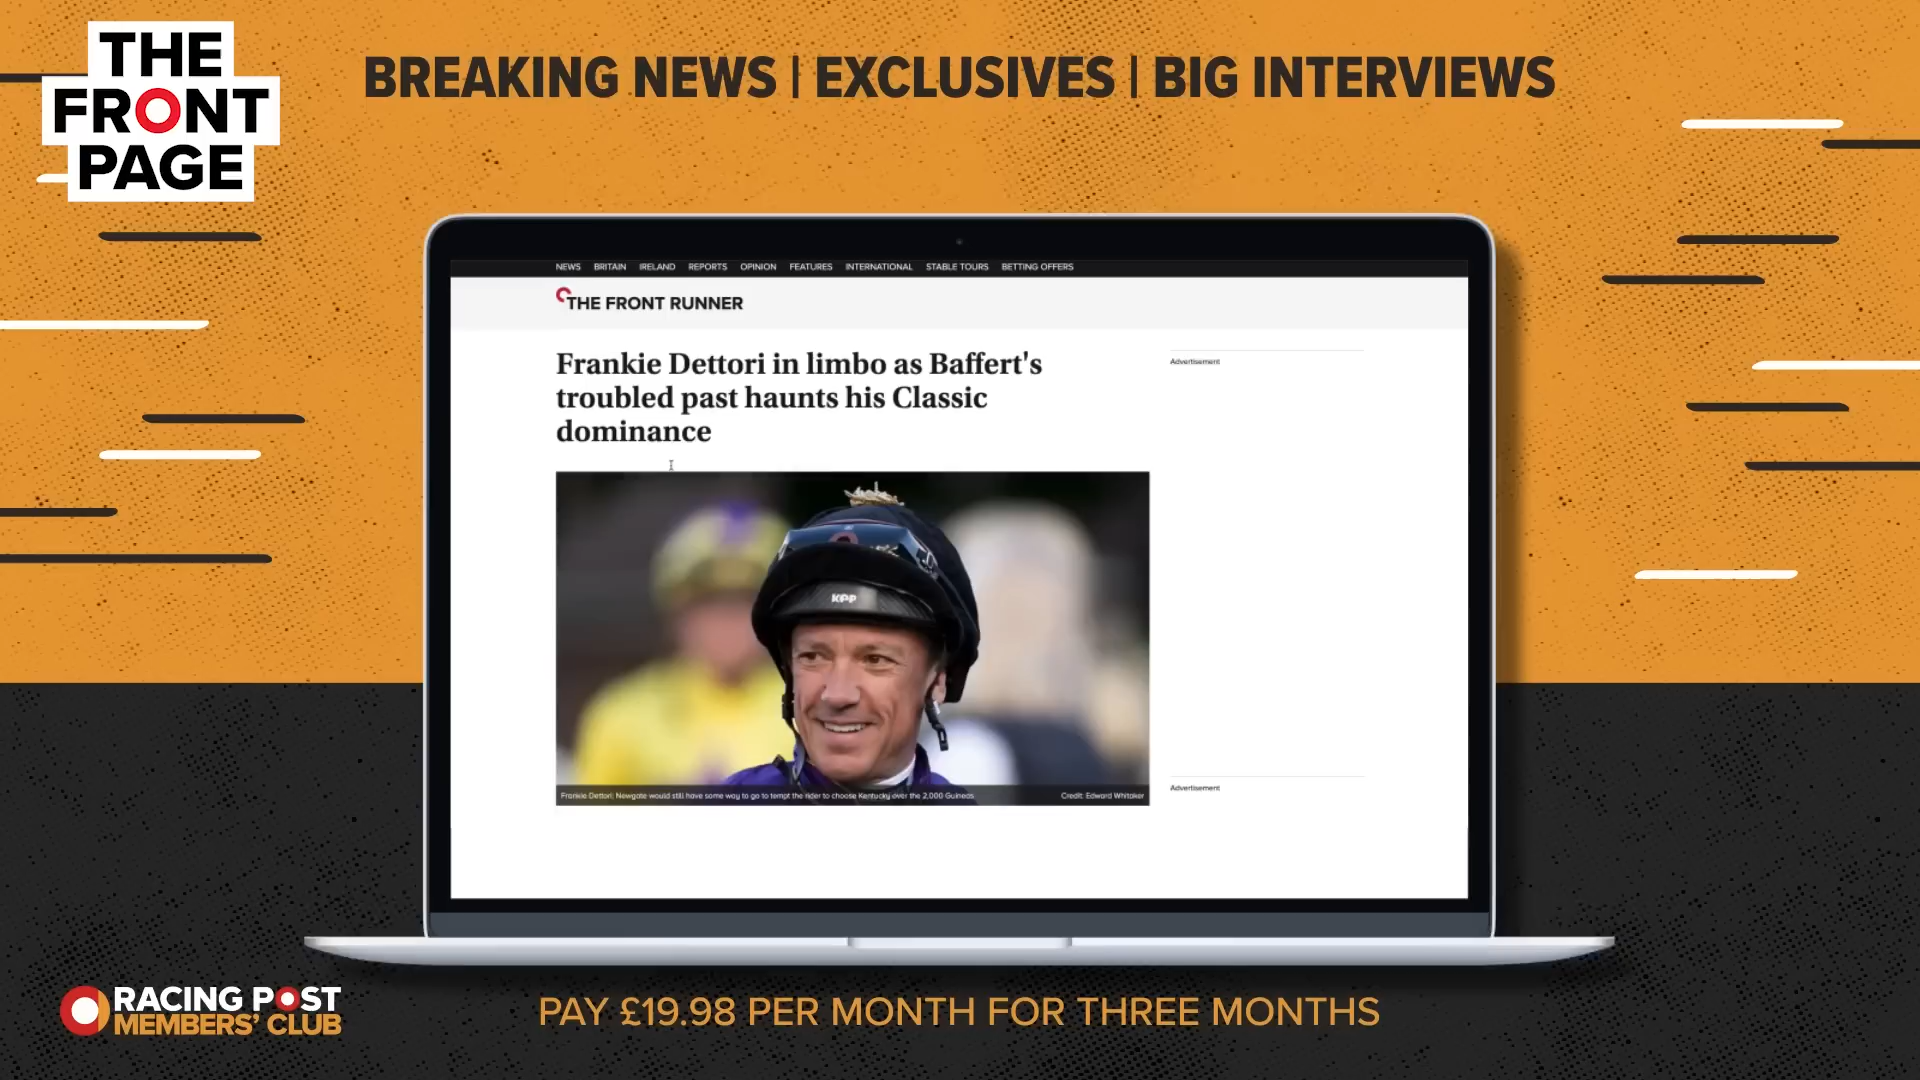 THE
FRONT
PAGE
BREAKING NEWS | EXCLUSIVES | BIG INTERVIEWS
NEWS BRITAIN IRELAND REPORTS OPINION FEATURES INTERNATIONAL STABLE TOURS BETTING OFFERS
THE FRONT RUNNER
Frankie Dettori in limbo as Baffert's
troubled past haunts his Classic
dominance
Advertisement
KPP
Frankie Dettori: Newgate would still have some way to go to tempt the rider to choose Kentucky over the 2,000 Guineas
Credit: Edward Whitaker
Advertisement
RACING POST
MEMBERS' CLUB
PAY £19.98 PER MONTH FOR THREE MONTHS